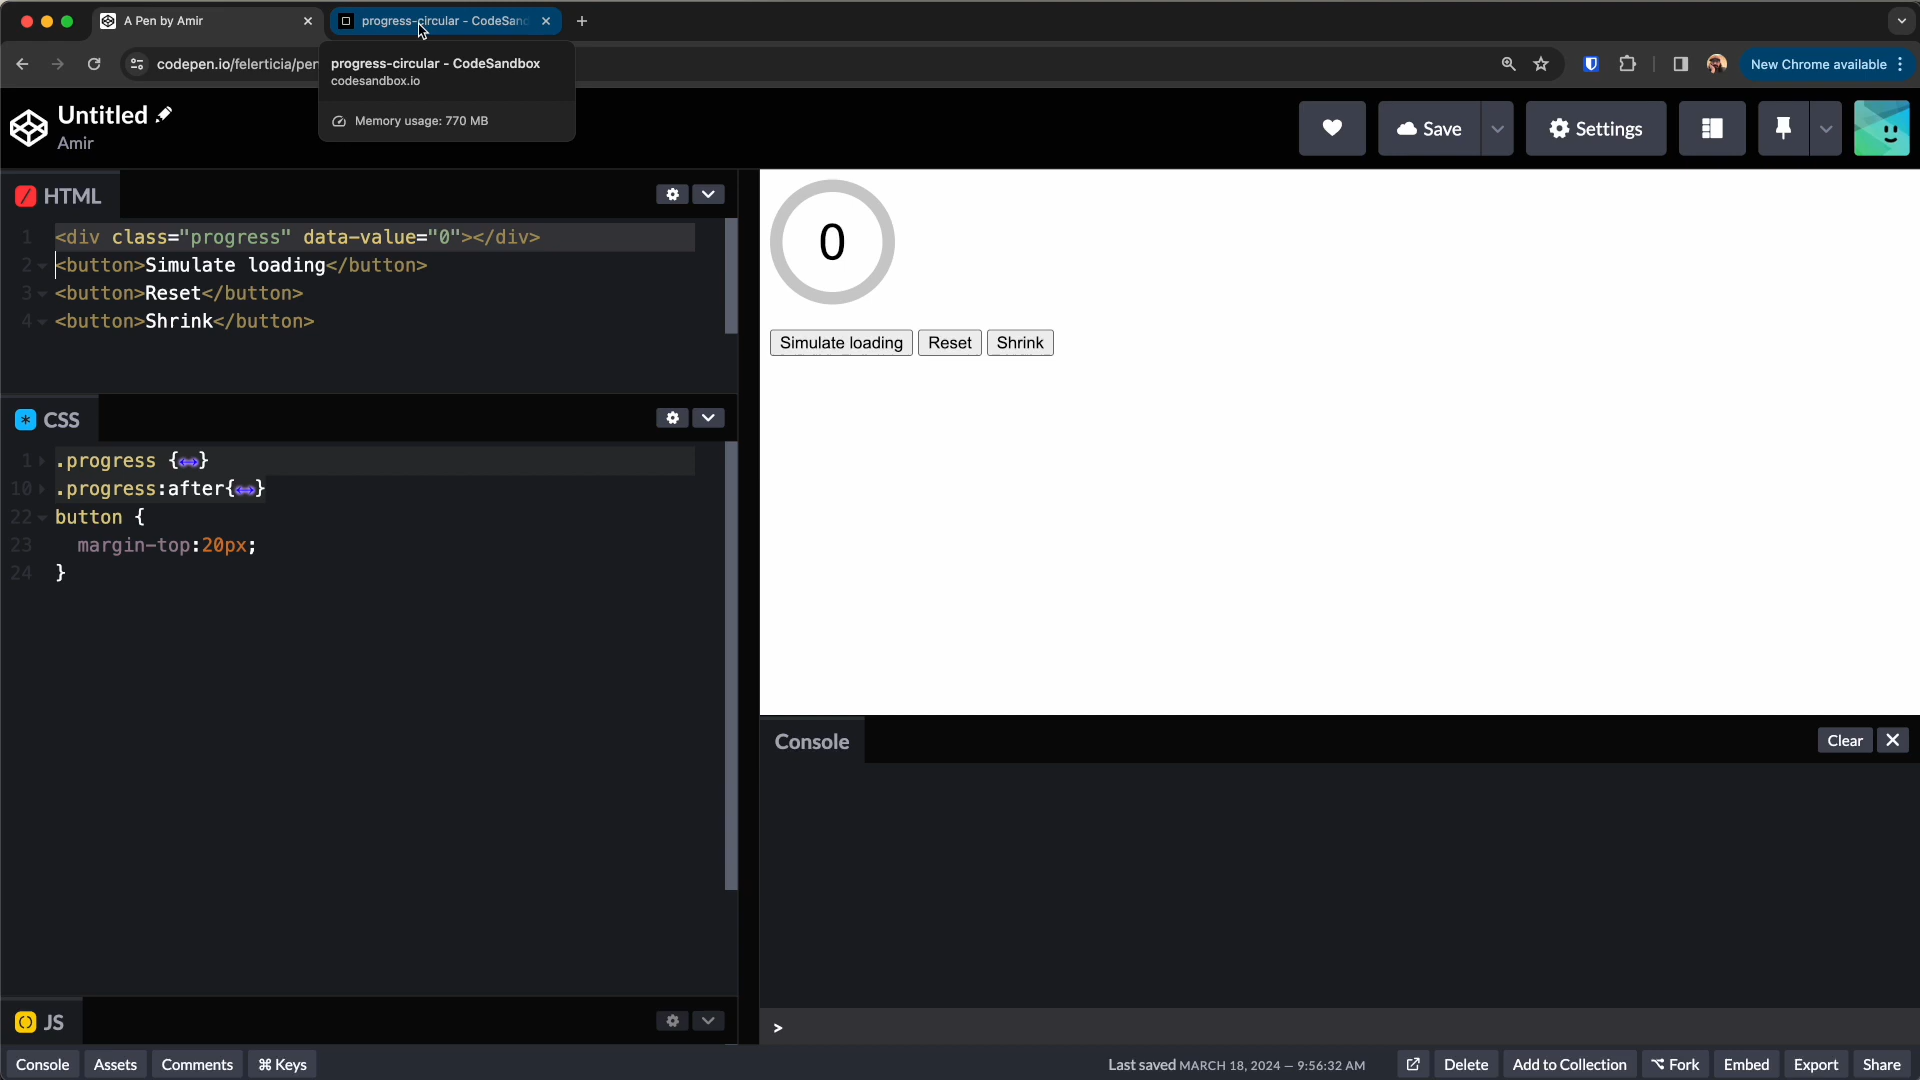 A Pen by Amir
progress-circular - CodeSan
codepen.io/felerticia/pen
progress-circular - CodeSandbox
codesandbox.io
Memory usage: 770 MB
New Chrome available
Untitled
Amir
Save
Settings
HTML
1 <div class="progress" data-value="0"></div>
2 <button>Simulate loading</button>
3 <button>Reset</button>
4 <button>Shrink</button>
0
Simulate loading Reset Shrink
CSS
1 .progress {↔}
10 .progress:after{↔}
22 button {
23 margin-top:20px;
24 }
Console
Clear
>
JS
Console Assets Comments ⌘ Keys
Last saved MARCH 18, 2024 — 9:56:32 AM
Delete Add to Collection Fork Embed Export Share